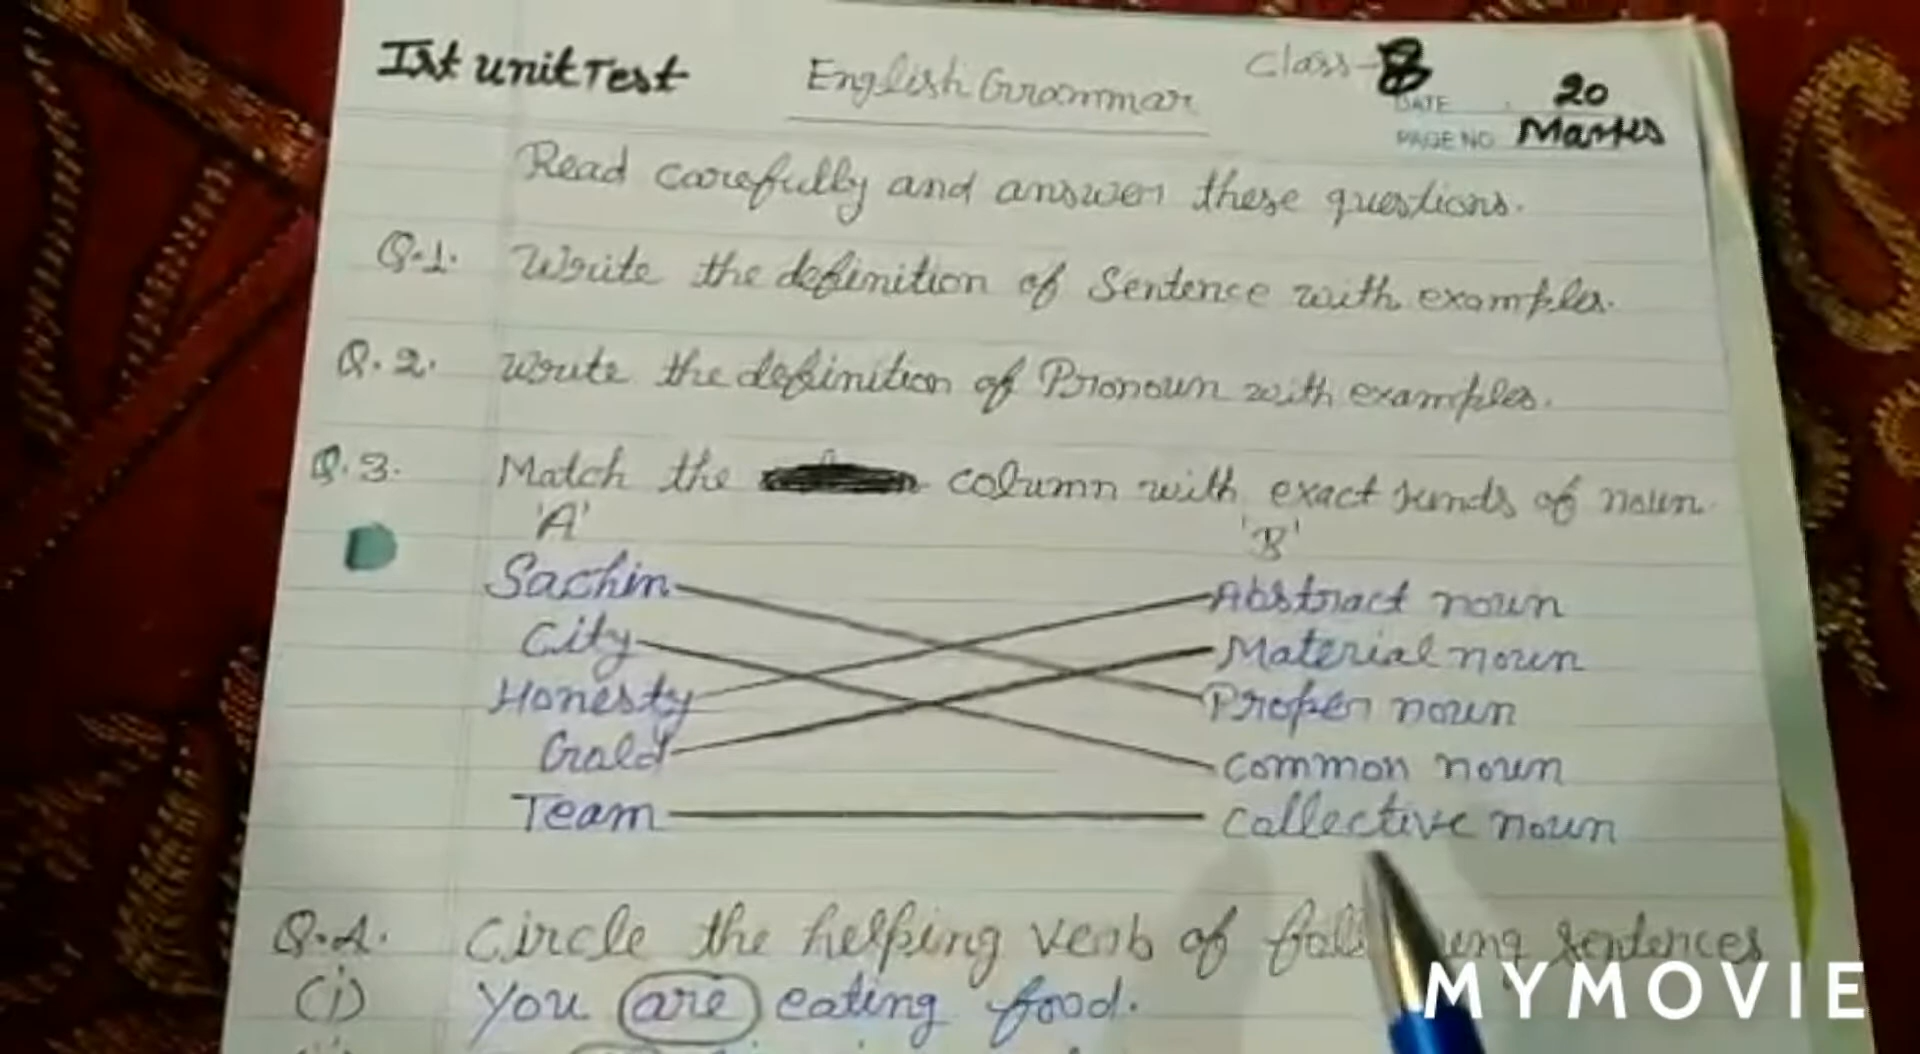 Ist unit Test English Grammar Class-8 20
DATE
PAGE NO. Marks
Read carefully and answer these questions.
Q.1. Write the definition of Sentence with examples.
Q.2. Write the definition of Pronoun with examples.
Q.3. Match the column with exact kinds of noun.
'A' 'B'
Sachin Abstract noun
City Material noun
Honesty Proper noun
Gold Common noun
Team Collective noun
Q.4. Circle the helping verb of following sentences
(i) You are eating food.
MYMOVIE